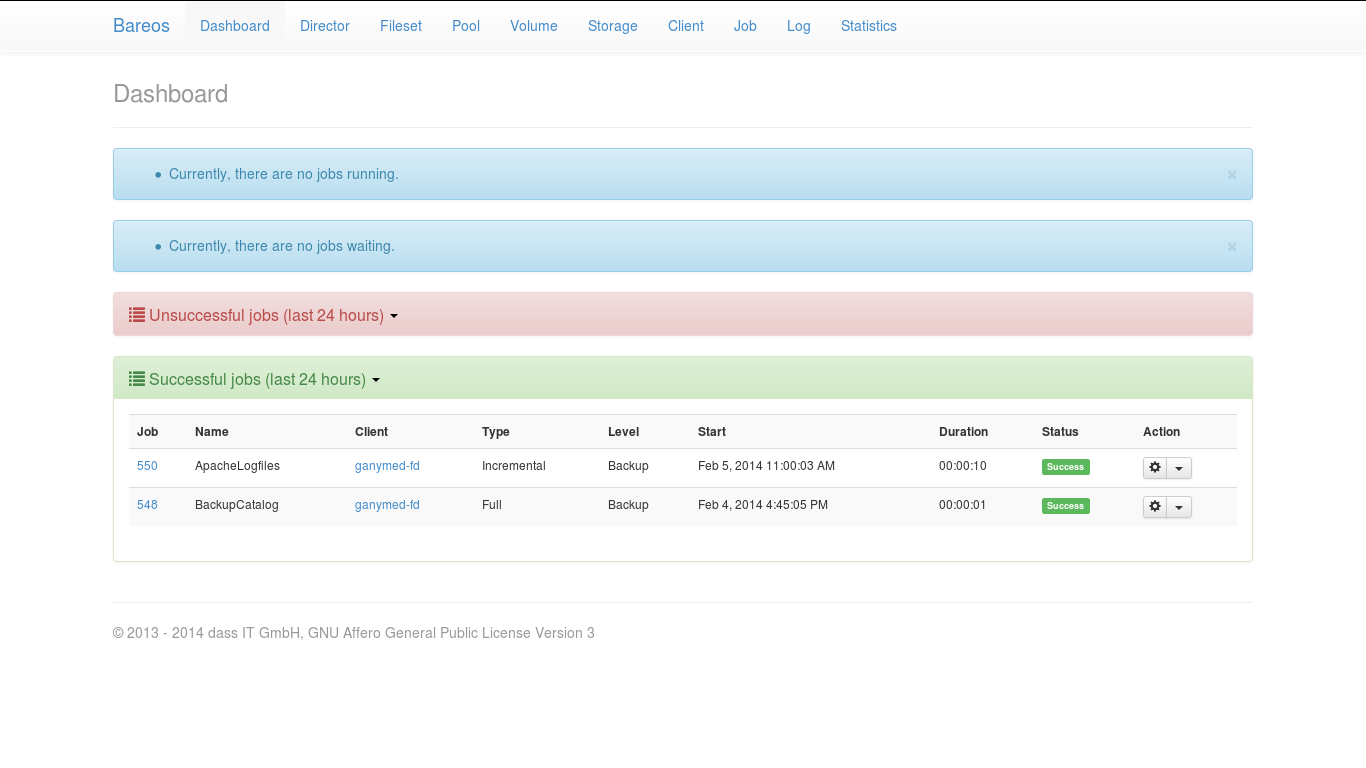 Bareos Dashboard Director Fileset Pool Volume Storage Client Job Log Statistics
Dashboard
• Currently, there are no jobs running. ×
• Currently, there are no jobs waiting. ×
Unsuccessful jobs (last 24 hours)
Successful jobs (last 24 hours)
Job Name Client Type Level Start Duration Status Action
550 ApacheLogfiles ganymed-fd Incremental Backup Feb 5, 2014 11:00:03 AM 00:00:10 Success
548 BackupCatalog ganymed-fd Full Backup Feb 4, 2014 4:45:05 PM 00:00:01 Success
© 2013 - 2014 dass IT GmbH, GNU Affero General Public License Version 3